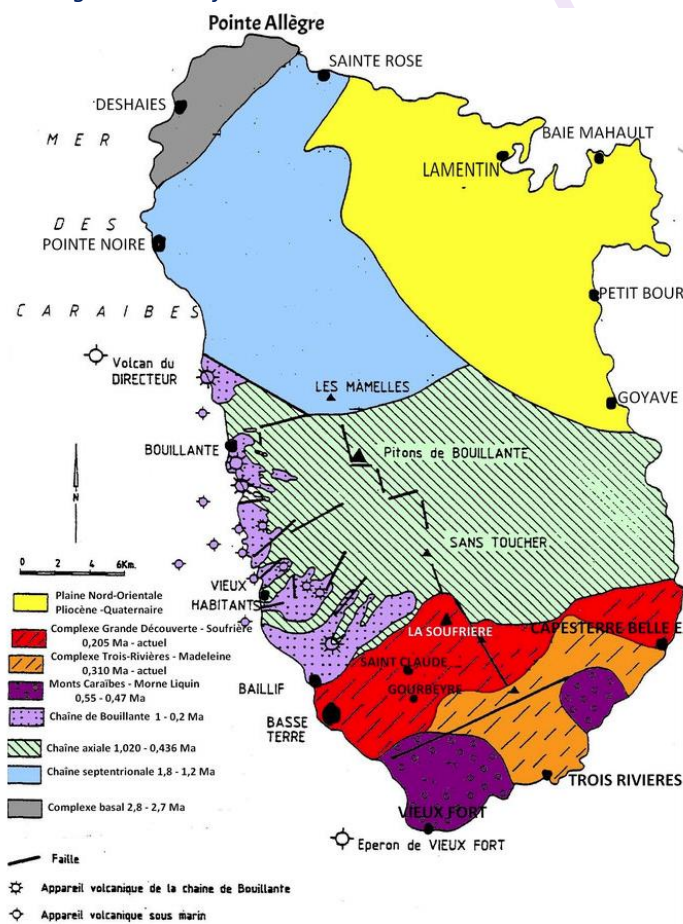 Pointe Allègre
SAINTE ROSE
DESHAIES
BAIE MAHAULT
LAMENTIN
MER
DES
POINTE NOIRE
CARAIBES
PETIT BOUR
Volcan du
DIRECTEUR
LES MAMELLES
GOYAVE
BOUILLANTE
Pitons de BOUILLANTE
N
SANS TOUCHER
0 2 4 6Km.
VIEUX
HABITANTS
Plaine Nord-Orientale
Pliocène -Quaternaire
Complexe Grande Découverte - Soufrière
0,205 Ma - actuel
LA SOUFRIERE
CAPESTERRE BELLE E
Complexe Trois-Rivières - Madeleine
0,310 Ma - actuel
SAINT CLAUDE
BAILLIF
GOURBEYRE
Monts Caraïbes - Morne Liquin
0,55 - 0,47 Ma
Chaîne de Bouillante 1 - 0,2 Ma
BASSE
TERRE
Chaîne axiale 1,020 - 0,436 Ma
Chaîne septentrionale 1,8 - 1,2 Ma
TROIS RIVIERES
Complexe basal 2,8 - 2,7 Ma
VIEUX FORT
Eperon de VIEUX FORT
Faille
Appareil volcanique de la chaine de Bouillante
Appareil volcanique sous marin